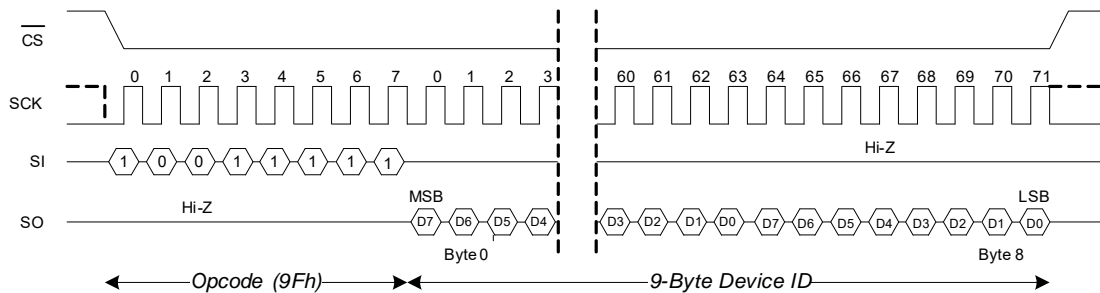 CS
0 1 2 3 4 5 6 7 0 1 2 3 60 61 62 63 64 65 66 67 68 69 70 71
SCK
Hi-Z
SI 1 0 0 1 1 1 1 1
MSB LSB
Hi-Z
SO D7 D6 D5 D4 D3 D2 D1 D0 D7 D6 D5 D4 D3 D2 D1 D0
Byte 0 Byte 8
Opcode (9Fh) 9-Byte Device ID